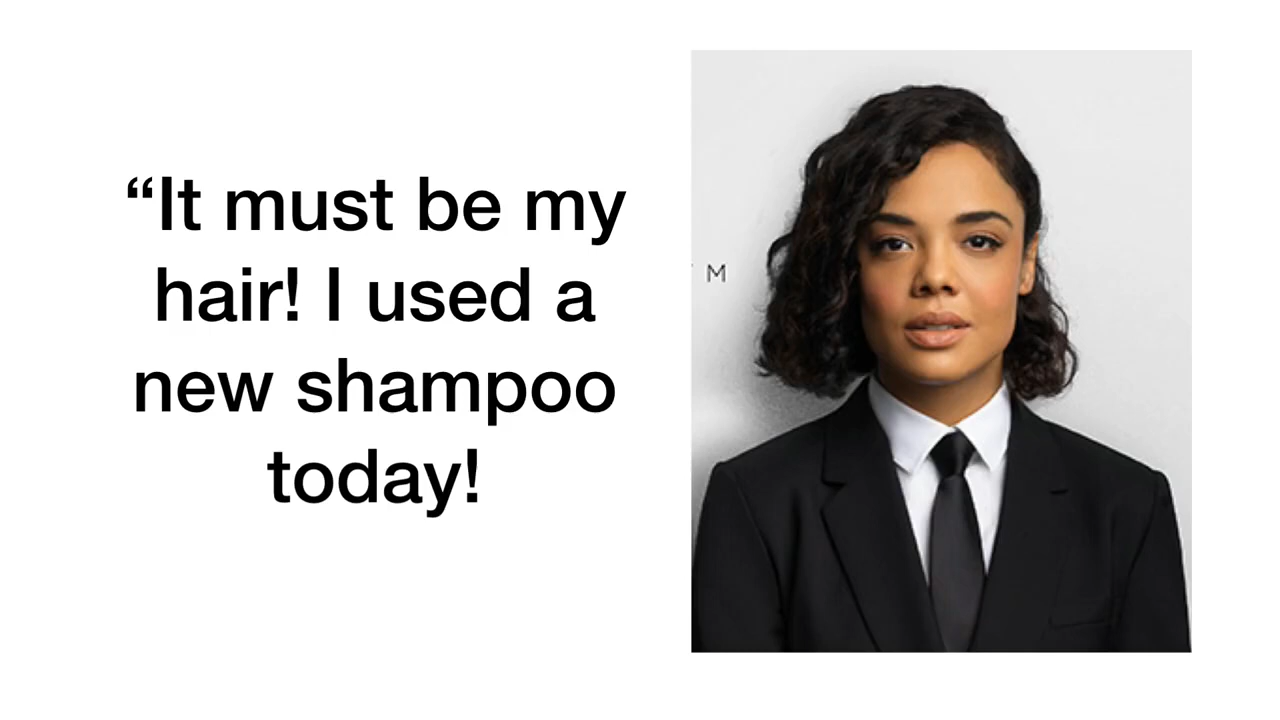 “It must be my
hair! I used a
new shampoo
today!
M